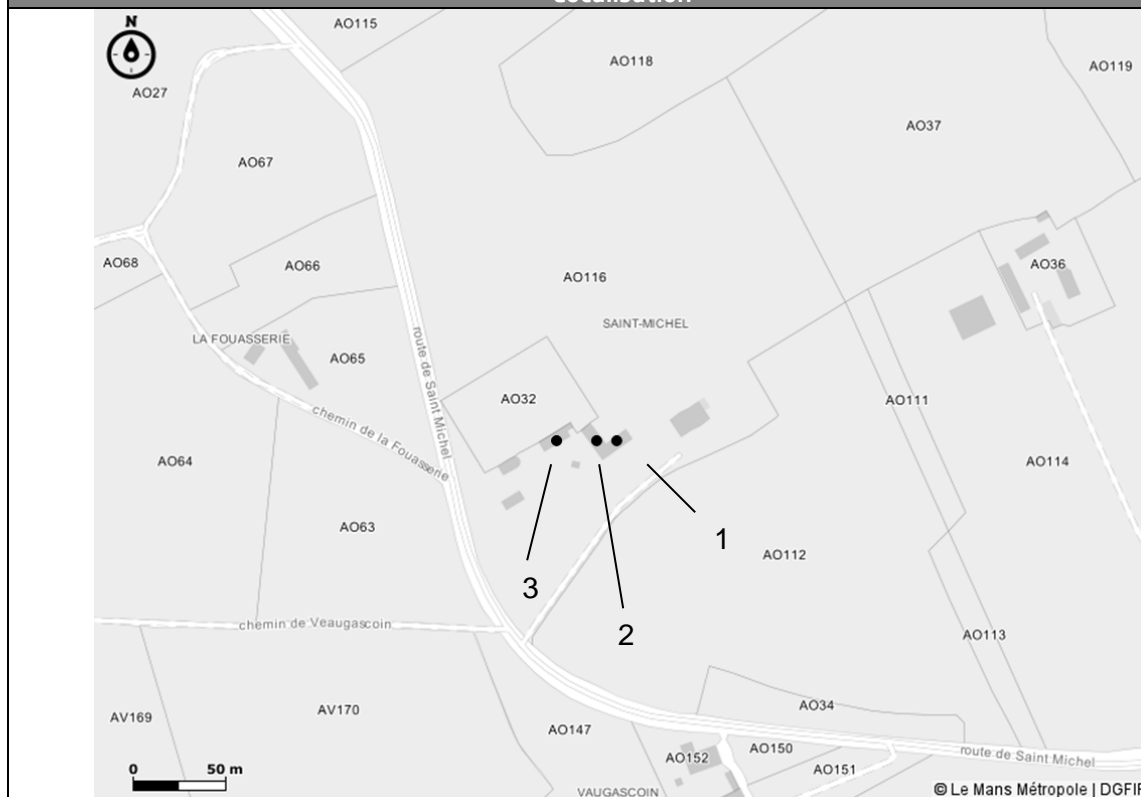 Localisation
N
AO115
AO118
AO119
AO27
AO37
AO67
AO68
AO66
AO116
AO36
SAINT-MICHEL
LA FOUASSERIE
AO65
route de Saint Michel
AO32
AO111
chemin de la Fouasserie
AO64
AO114
AO63
1
AO112
3
chemin de Veaugascoin
2
AO113
AV169
AV170
AO34
AO147
AO152
AO150
route de Saint Michel
AO151
0 50 m
VAUGASCOIN
© Le Mans Métropole | DGFIP